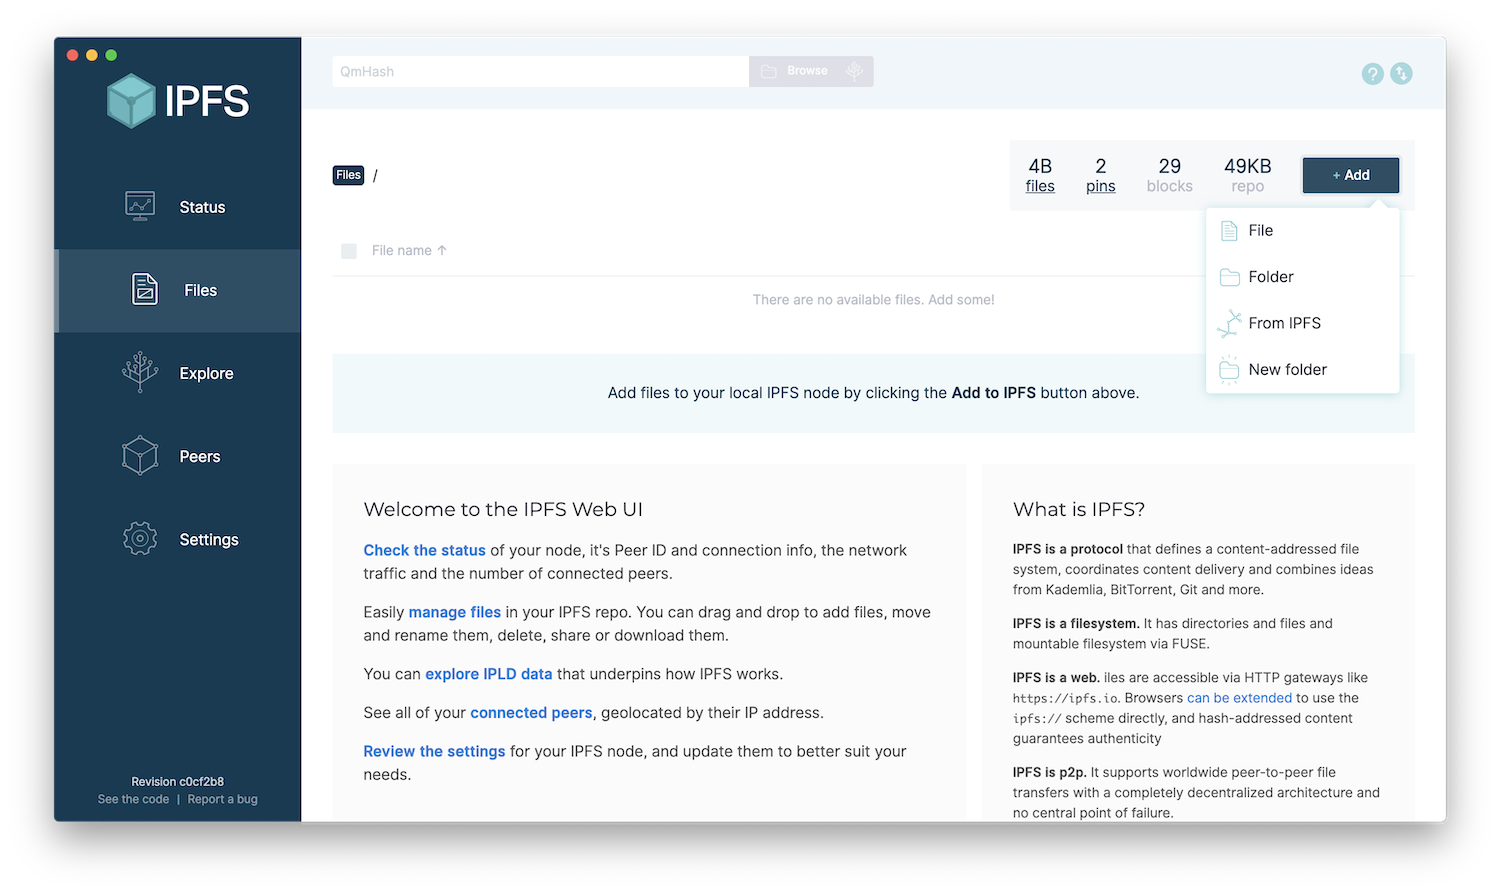 IPFS
Status
Files
Explore
Peers
Settings
Revision c0cf2b8
See the code | Report a bug
QmHash
Browse
Files /
4B
files
2
pins
29
blocks
49KB
repo
+ Add
File
Folder
From IPFS
New folder
File name ↑
There are no available files. Add some!
Add files to your local IPFS node by clicking the Add to IPFS button above.
Welcome to the IPFS Web UI
Check the status of your node, it's Peer ID and connection info, the network
traffic and the number of connected peers.
Easily manage files in your IPFS repo. You can drag and drop to add files, move
and rename them, delete, share or download them.
You can explore IPLD data that underpins how IPFS works.
See all of your connected peers, geolocated by their IP address.
Review the settings for your IPFS node, and update them to better suit your
needs.
What is IPFS?
IPFS is a protocol that defines a content-addressed file
system, coordinates content delivery and combines ideas
from Kademlia, BitTorrent, Git and more.
IPFS is a filesystem. It has directories and files and
mountable filesystem via FUSE.
IPFS is a web. iles are accessible via HTTP gateways like
https://ipfs.io. Browsers can be extended to use the
ipfs:// scheme directly, and hash-addressed content
guarantees authenticity
IPFS is p2p. It supports worldwide peer-to-peer file
transfers with a completely decentralized architecture and
no central point of failure.